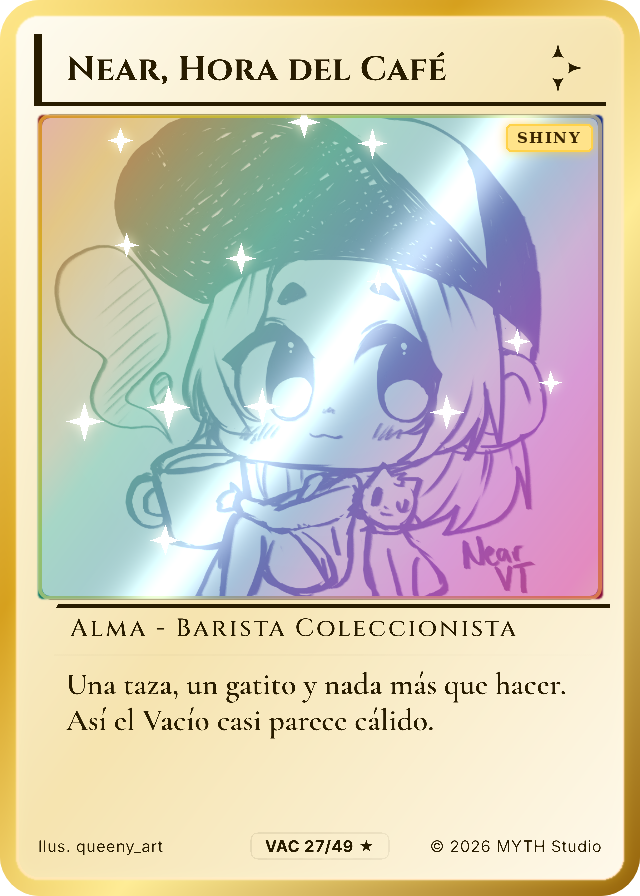 Near, Hora del Café
SHINY
Near
VT
Alma - Barista Coleccionista
Una taza, un gatito y nada más que hacer.
Así el Vacío casi parece cálido.
Ilus. queeny_art
VAC 27/49 ★
© 2026 MYTH Studio